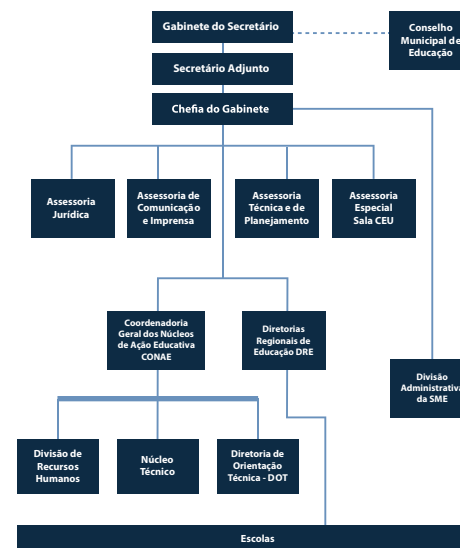 Gabinete do Secretário
Conselho
Municipal de
Educação
Secretário Adjunto
Chefia do Gabinete
Assessoria
Jurídica
Assessoria de
Comunicação
e Imprensa
Assessoria
Técnica e de
Planejamento
Assessoria
Especial
Sala CEU
Coordenadoria
Geral dos Núcleos
de Ação Educativa
CONAE
Diretorias
Regionais de
Educação DRE
Divisão
Administrativa
da SME
Divisão de
Recursos
Humanos
Núcleo
Técnico
Diretoria de
Orientação
Técnica - DOT
Escolas